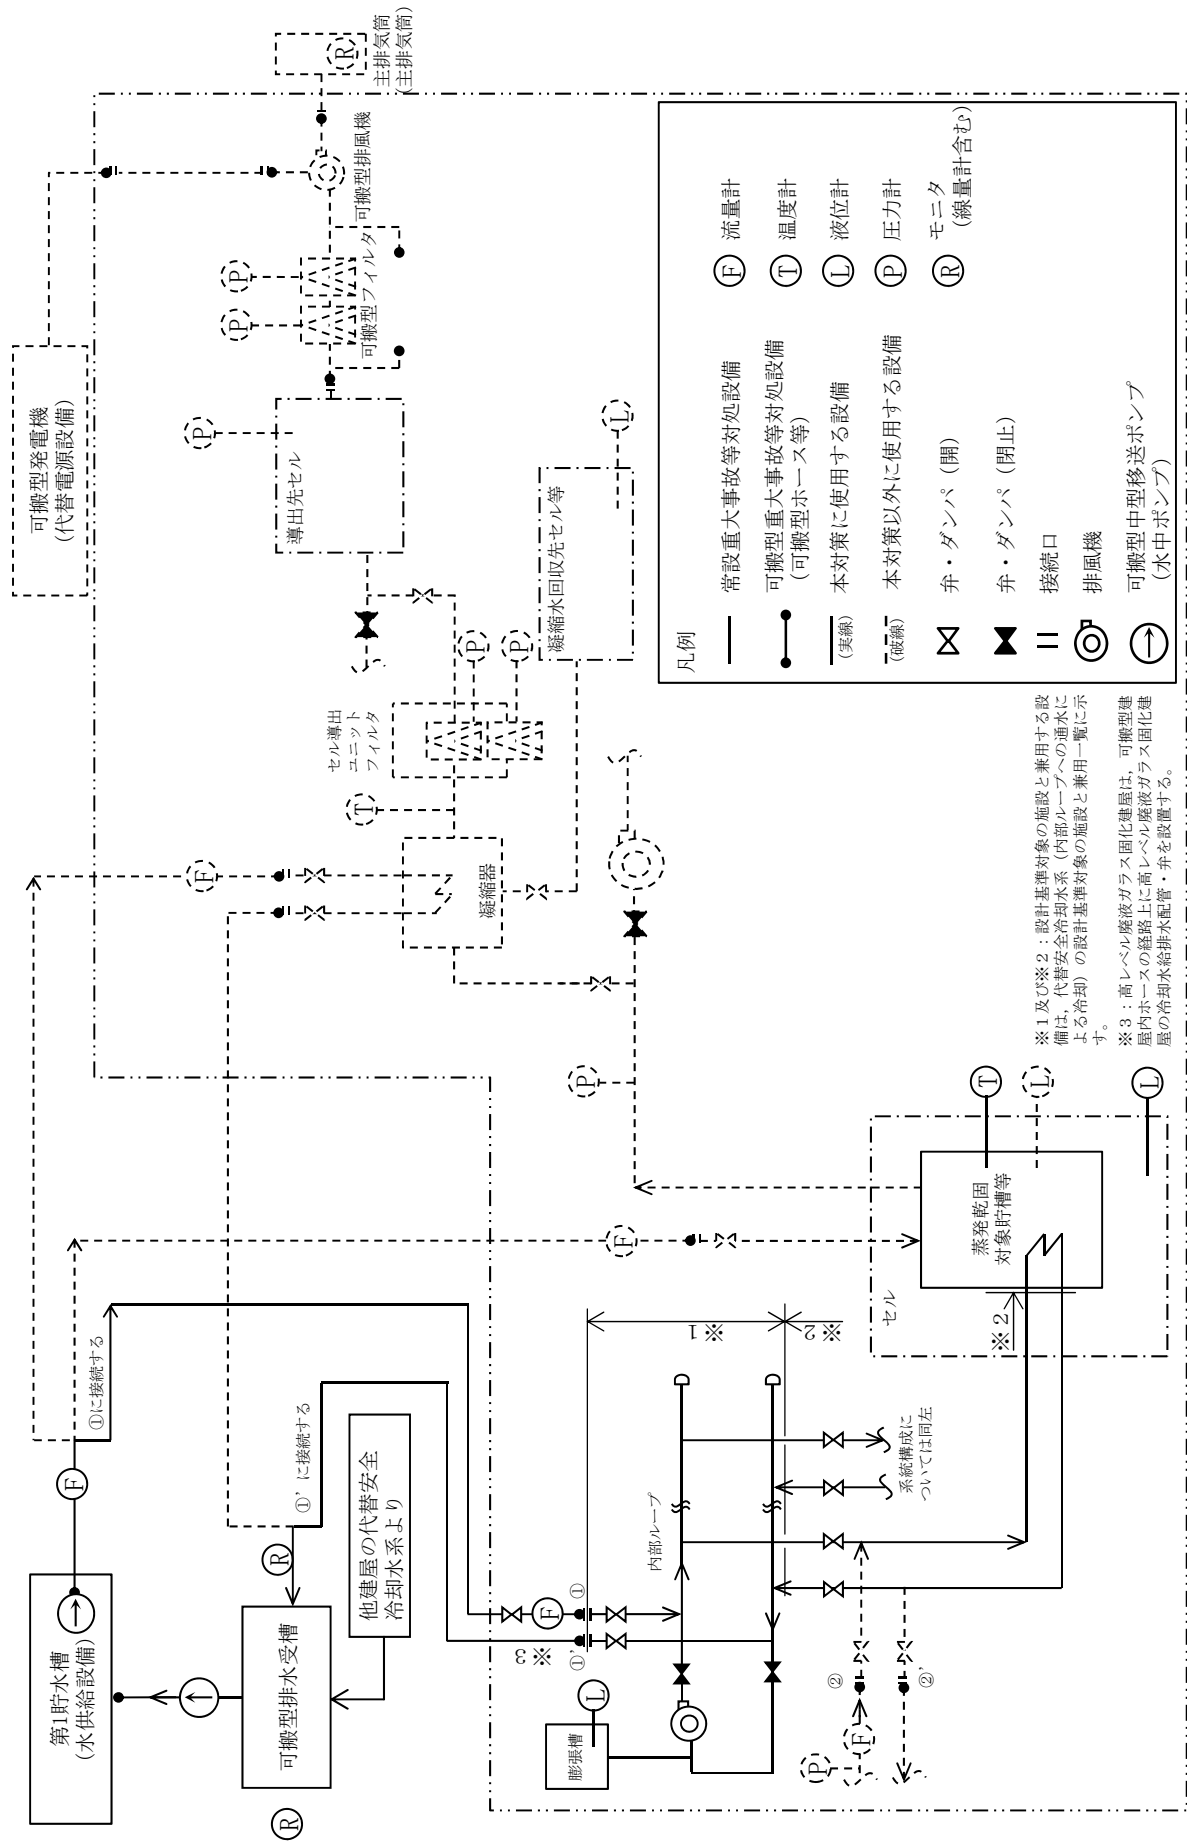 第1貯水槽
(水供給設備)
可搬型排水受槽
R
R
他建屋の代替安全
冷却水系より
F
①に接続する
①’に接続する
可搬型発電機
(代替電源設備)
主排気筒
(主排気筒)
R
可搬型排風機
可搬型フィルタ
P
P
P
導出先セル
凝縮水回収先セル等
L
セル導出
ユニット
フィルタ
P
P
T
凝縮器
F
P
F
膨張槽
L
※3
F
①
①’
内部ループ
※1
※2
系統構成に
ついては同左
②
②’
P
F
セル
蒸発乾固
対象貯槽等
※2
T
L
L
凡例
常設重大事故等対処設備
可搬型重大事故等対処設備
(可搬型ホース等)
(実線)
本対策に使用する設備
(破線)
本対策以外に使用する設備
弁・ダンパ(開)
弁・ダンパ(閉止)
接続口
排風機
可搬型中型移送ポンプ
(水中ポンプ)
F 流量計
T 温度計
L 液位計
P 圧力計
R モニタ
(線量計含む)
※1及び※2:設計基準対象の施設と兼用する設
備は,代替安全冷却水系(内部ループへの通水に
よる冷却)の設計基準対象の施設と兼用一覧に示
す。
※3:高レベル廃液ガラス固化建屋は,可搬型建
屋内ホースの経路上に高レベル廃液ガラス固化建
屋の冷却水給排水配管・弁を設置する。